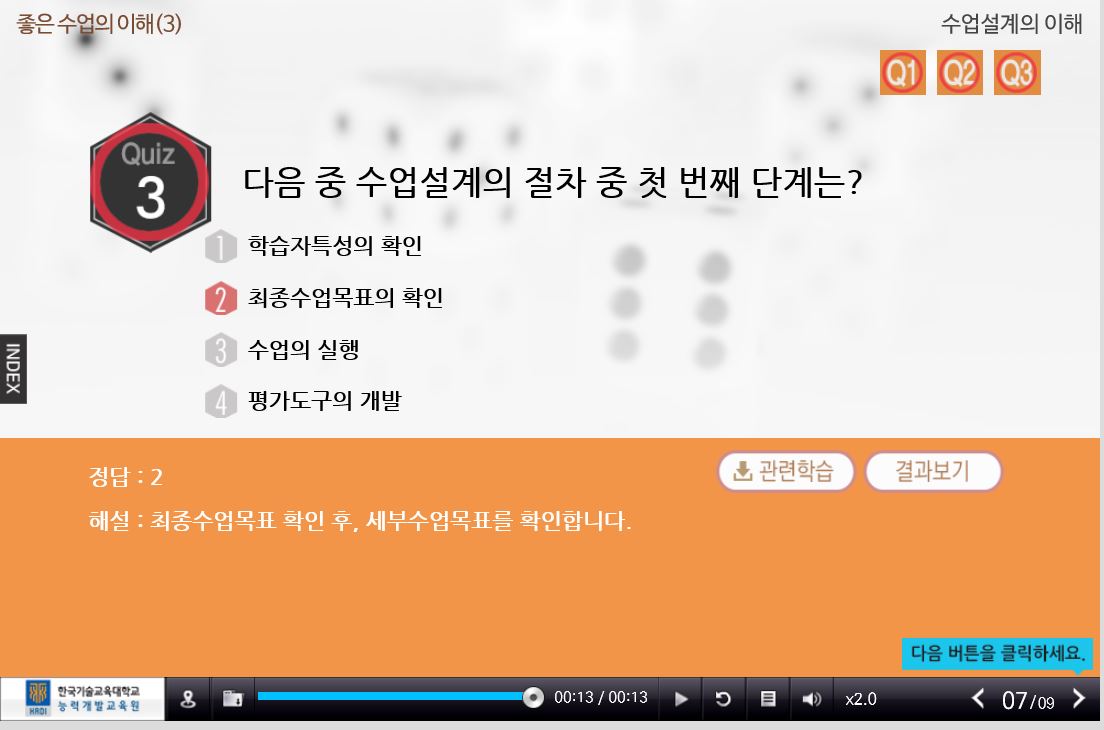 좋은 수업의 이해(3)
수업설계의 이해
Q1 Q2 Q3
Quiz
3
다음 중 수업설계의 절차 중 첫 번째 단계는?
1 학습자특성의 확인
2 최종수업목표의 확인
3 수업의 실행
4 평가도구의 개발
INDEX
정답 : 2
관련학습
결과보기
해설 : 최종수업목표 확인 후, 세부수업목표를 확인합니다.
다음 버튼을 클릭하세요.
HRDI
한국기술교육대학교
능력개발교육원
00:13 / 00:13
x2.0
07/09